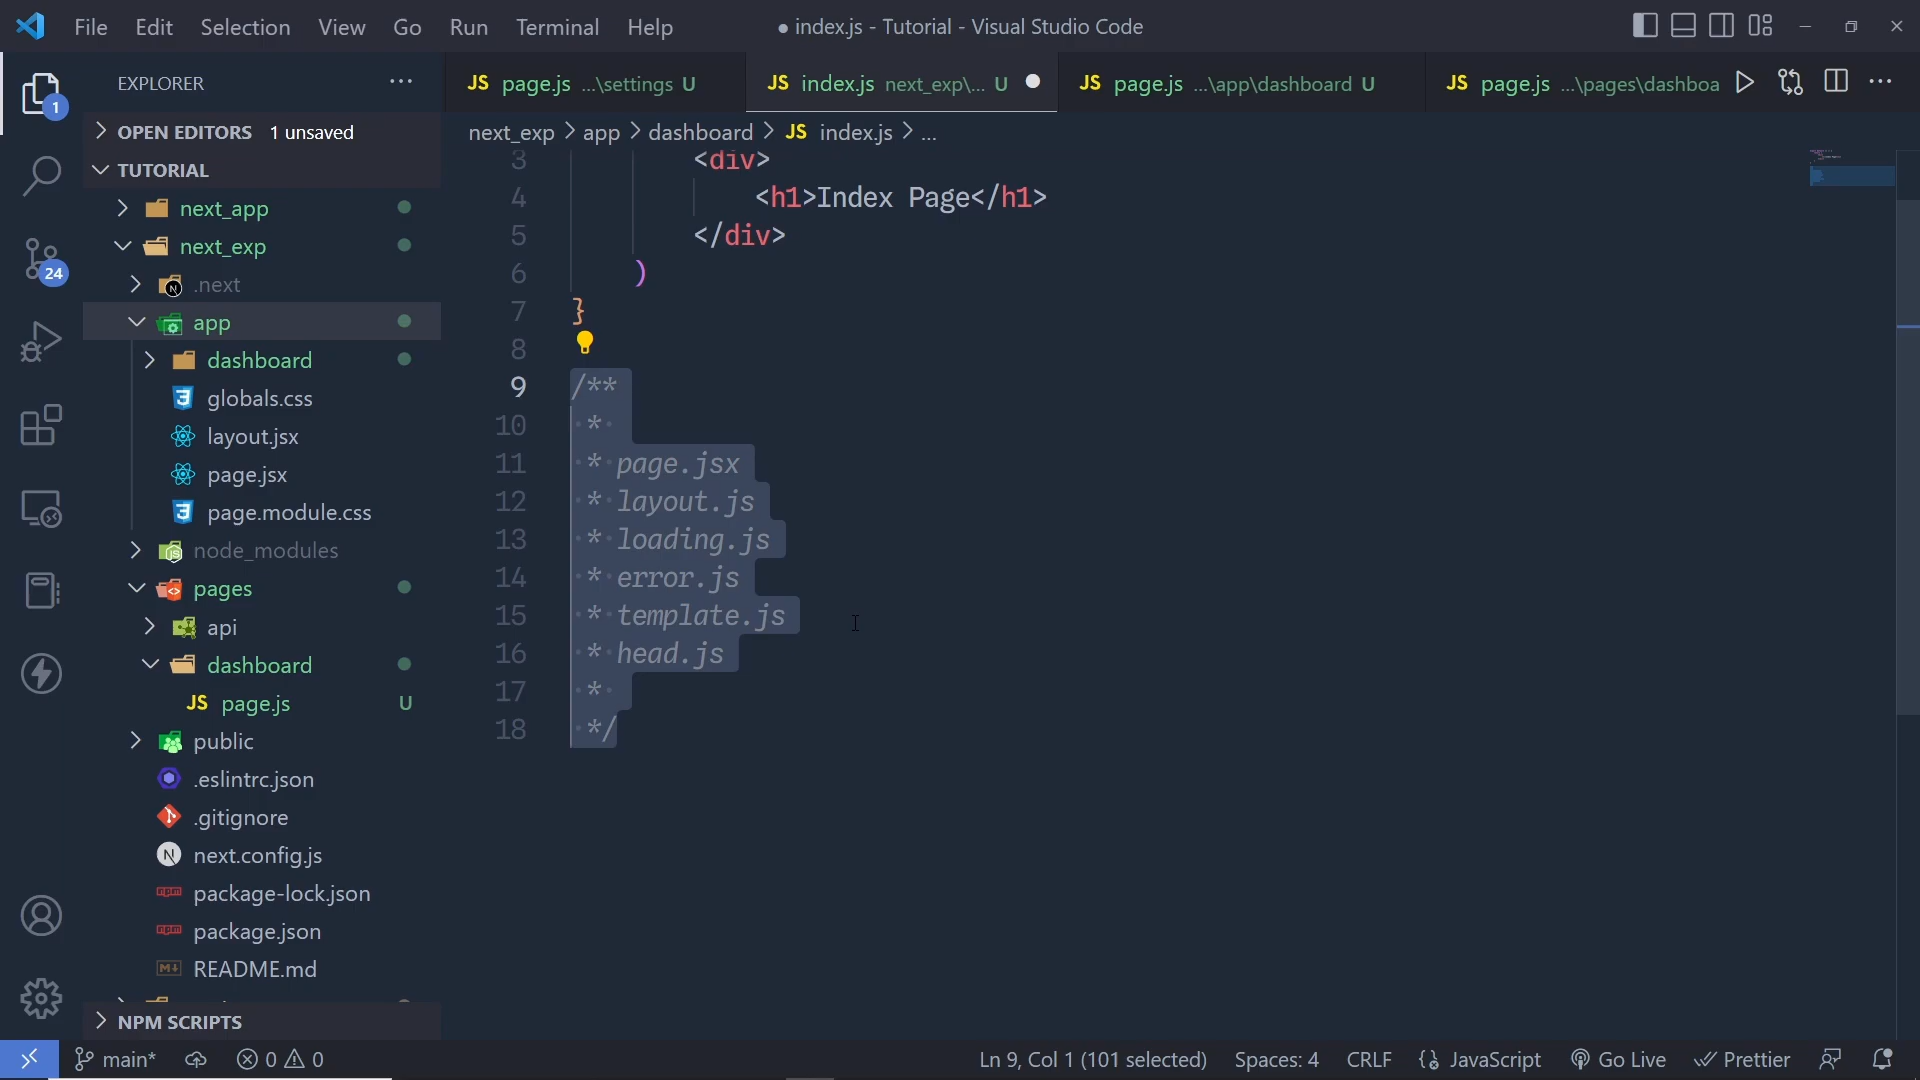 File Edit Selection View Go Run Terminal Help
● index.js - Tutorial - Visual Studio Code
EXPLORER ···
JS page.js ...\settings U
JS index.js next_exp\... U
JS page.js ...\app\dashboard U
JS page.js ...\pages\dashboa
1
OPEN EDITORS 1 unsaved
next_exp > app > dashboard > JS index.js > ...
TUTORIAL
next_app
next_exp
.next
app
dashboard
globals.css
layout.jsx
page.jsx
page.module.css
node_modules
pages
api
dashboard
JS page.js U
public
.eslintrc.json
.gitignore
next.config.js
package-lock.json
package.json
README.md
NPM SCRIPTS
24
3 <div>
4 <h1>Index Page</h1>
5 </div>
6 )
7 }
8
9 /**
10 *
11 * page.jsx
12 * layout.js
13 * loading.js
14 * error.js
15 * template.js
16 * head.js
17 *
18 */
main* 0 0 Ln 9, Col 1 (101 selected) Spaces: 4 CRLF {} JavaScript Go Live Prettier